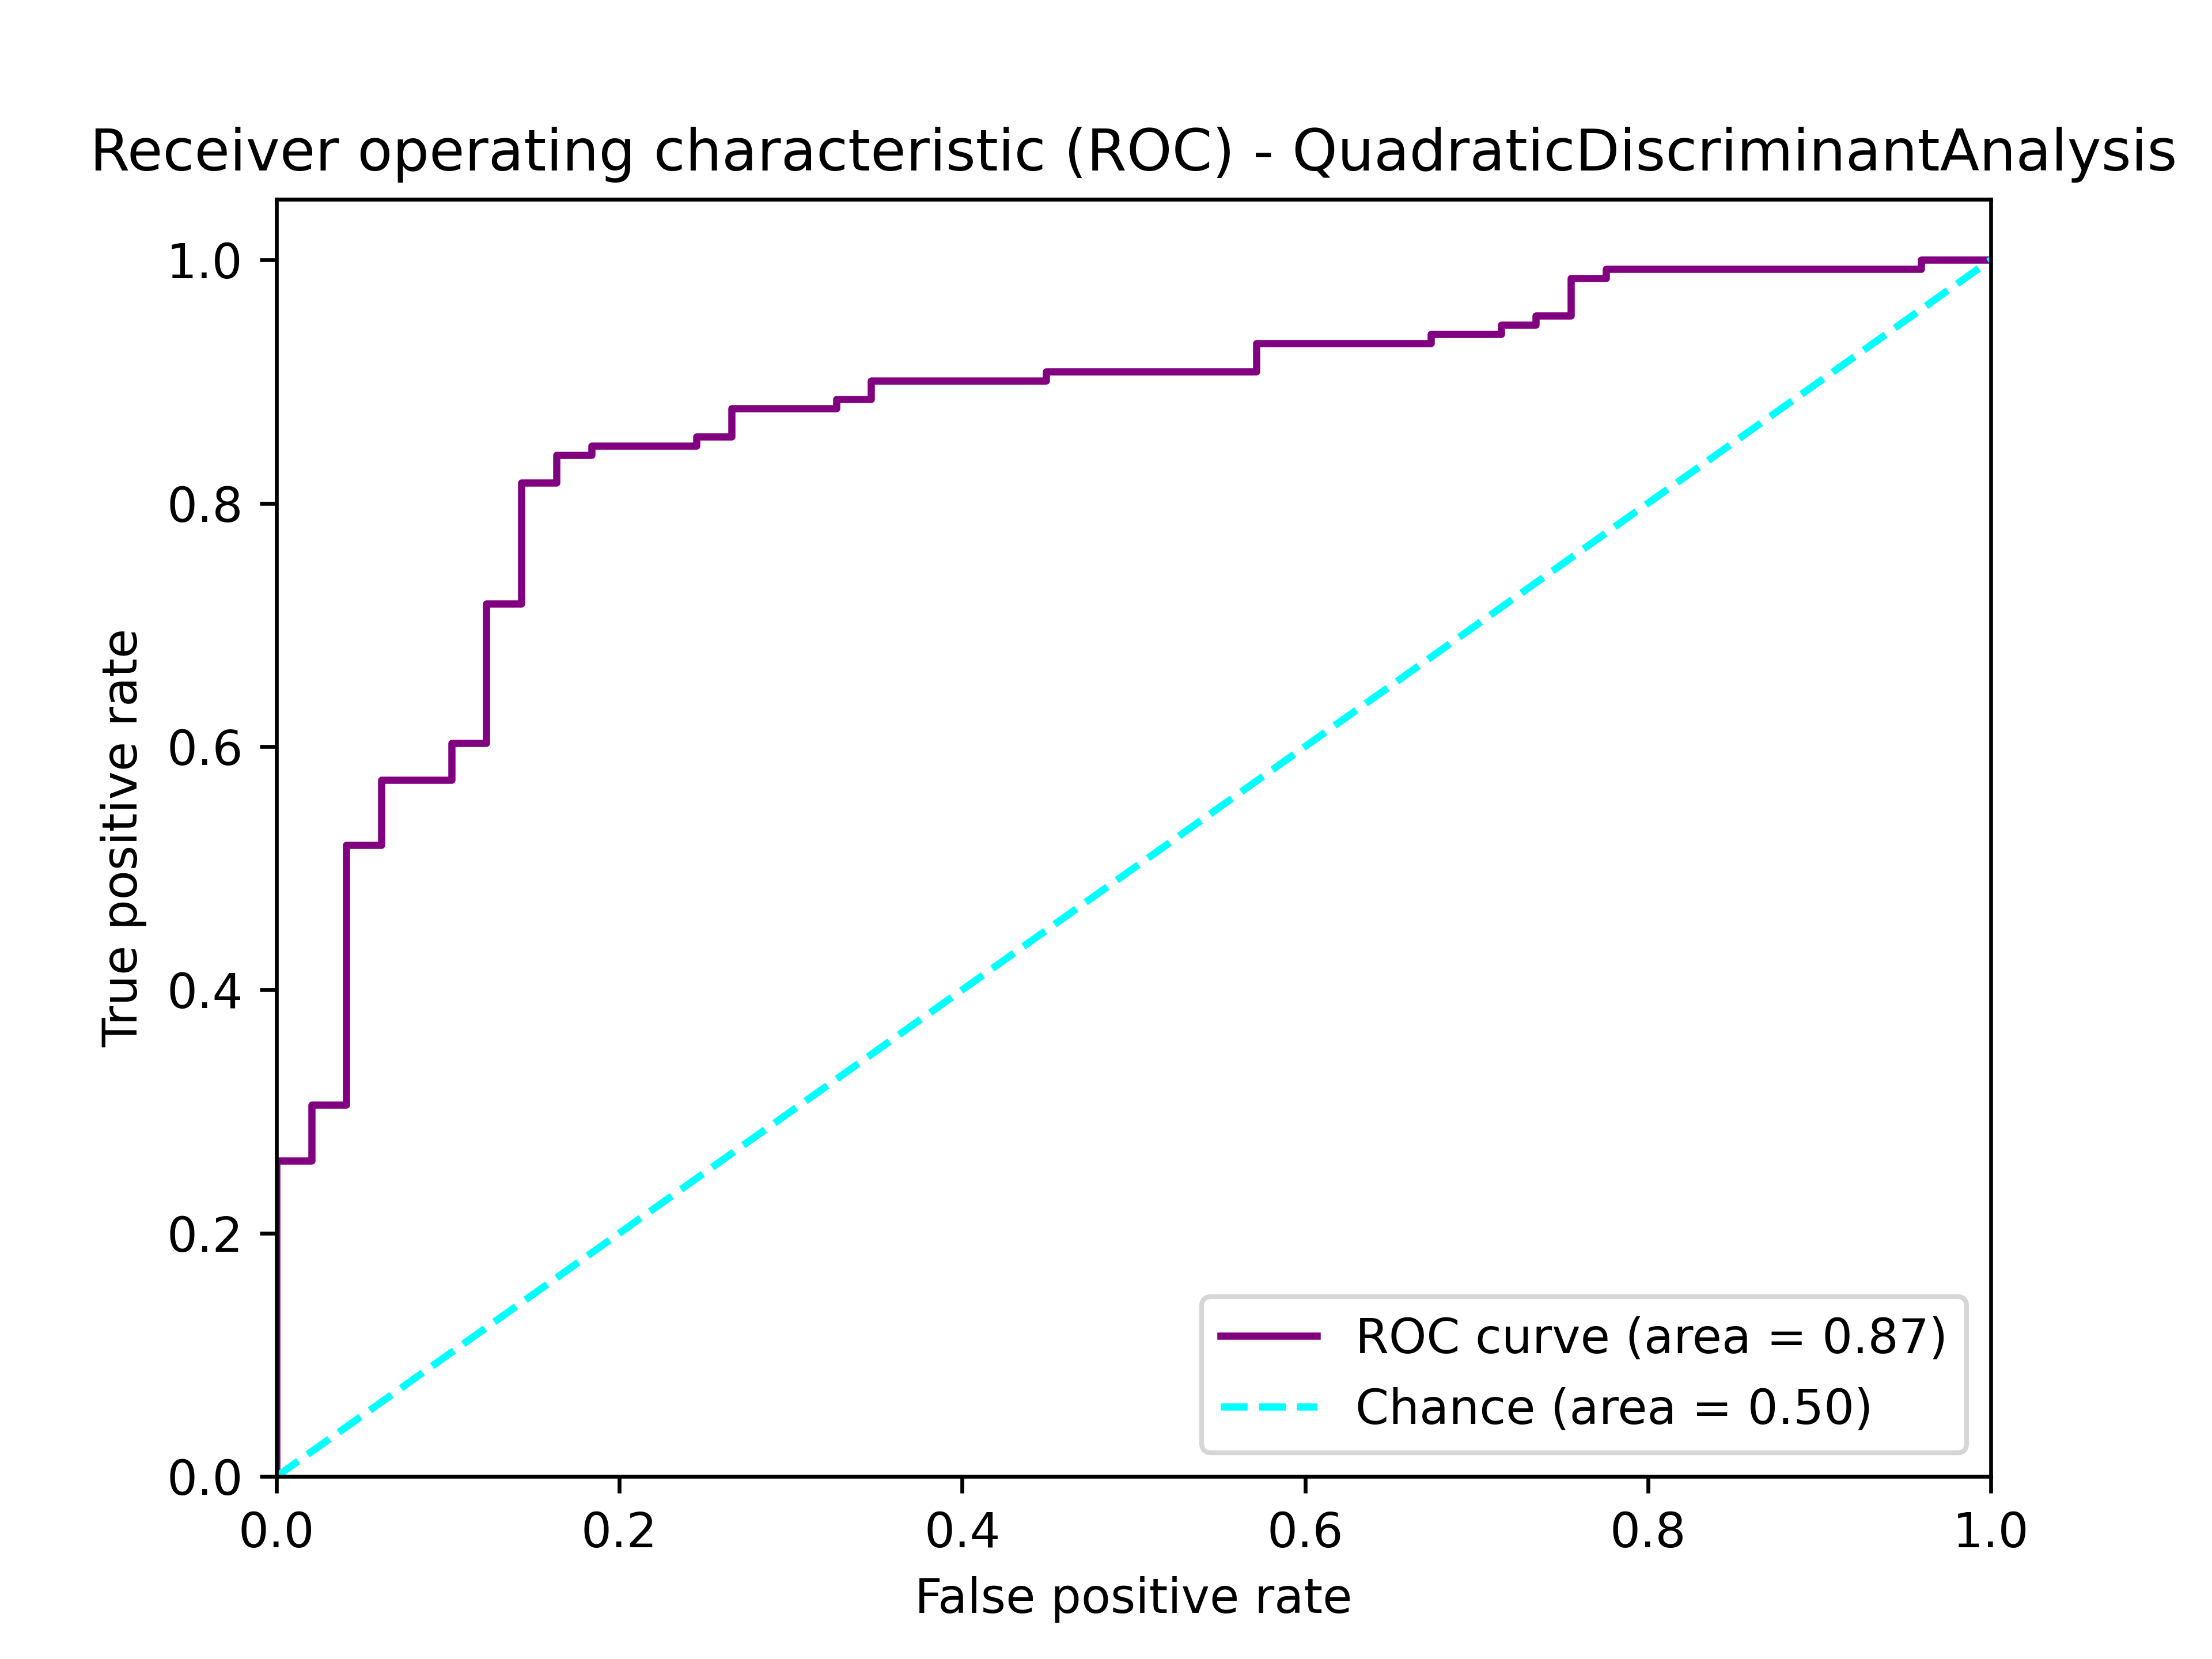 Receiver operating characteristic (ROC) - QuadraticDiscriminantAnalysis
1.0
0.8
0.6
0.4
0.2
0.0
True positive rate
0.0 0.2 0.4 0.6 0.8 1.0
False positive rate
ROC curve (area = 0.87)
Chance (area = 0.50)